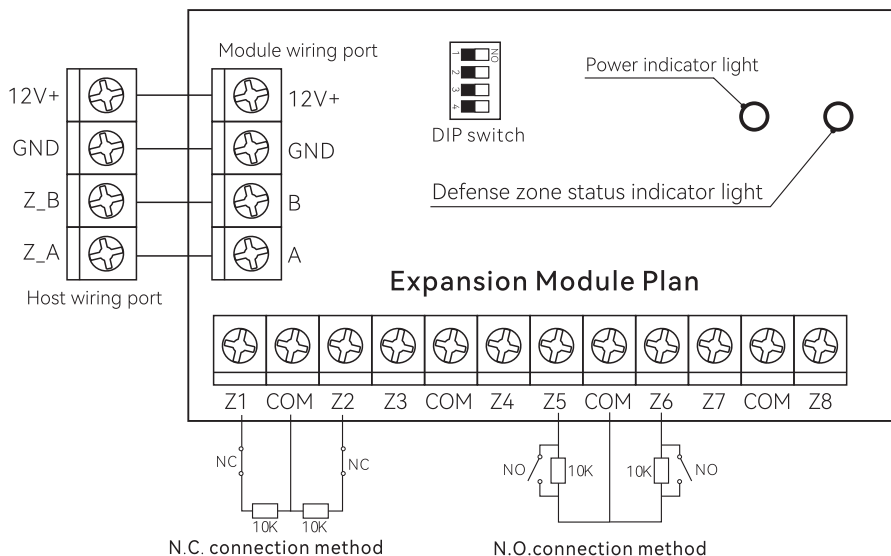 Module wiring port
12V+
GND
Z_B
Z_A
Host wiring port
12V+
GND
B
A
1
2
3
4
NO
DIP switch
Power indicator light
Defense zone status indicator light
Expansion Module Plan
Z1 COM Z2 Z3 COM Z4 Z5 COM Z6 Z7 COM Z8
NC NC
10K 10K
N.C. connection method
NO 10K 10K NO
N.O.connection method